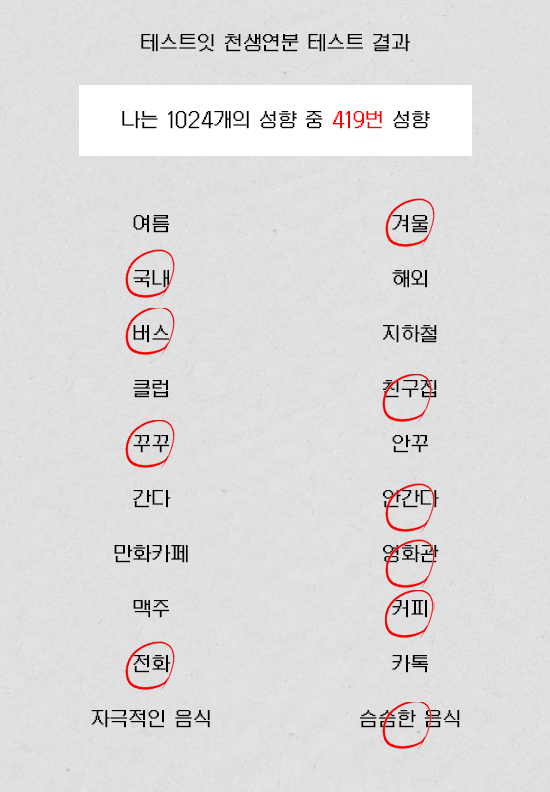 테스트잇 천생연분 테스트 결과
나는 1024개의 성향 중 419번 성향
여름 겨울
국내 해외
버스 지하철
클럽 친구집
꾸꾸 안꾸
간다 안간다
만화카페 영화관
맥주 커피
전화 카톡
자극적인 음식 슴슴한 음식